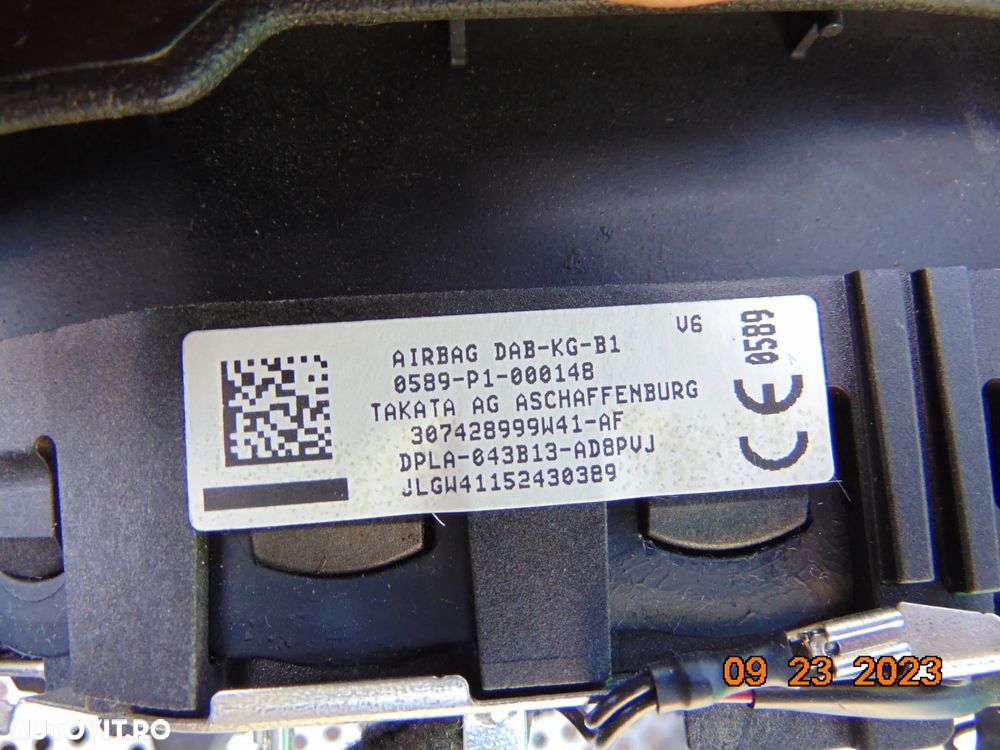 AIRBAG DAB-KG-B1
V6
0589-P1-000148
TAKATA AG ASCHAFFENBURG
307428999W41-AF
DPLA-043B13-AD8PVJ
JLGW41152430389
CE 0589
09 23 2023
AUTOVIT.RO